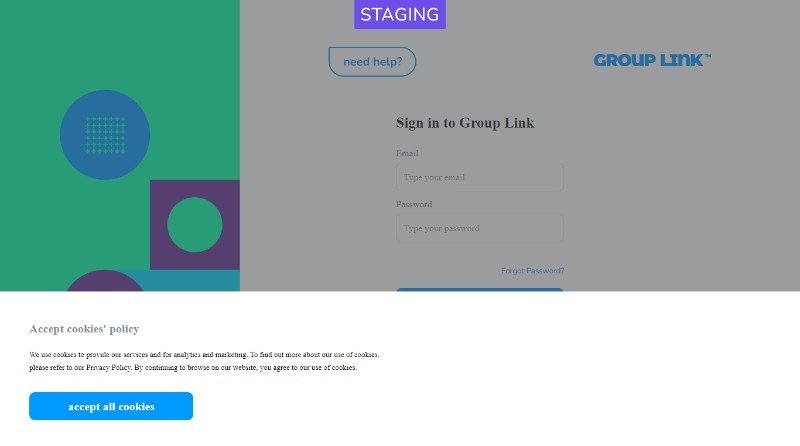 STAGING
need help?
GROUP LINK™
Sign in to Group Link
Email
Type your email
Password
Type your password
Forgot Password?
Accept cookies' policy
We use cookies to provide our services and for analytics and marketing. To find out more about our use of cookies,
please refer to our Privacy Policy. By continuing to browse on our website, you agree to our use of cookies.
accept all cookies